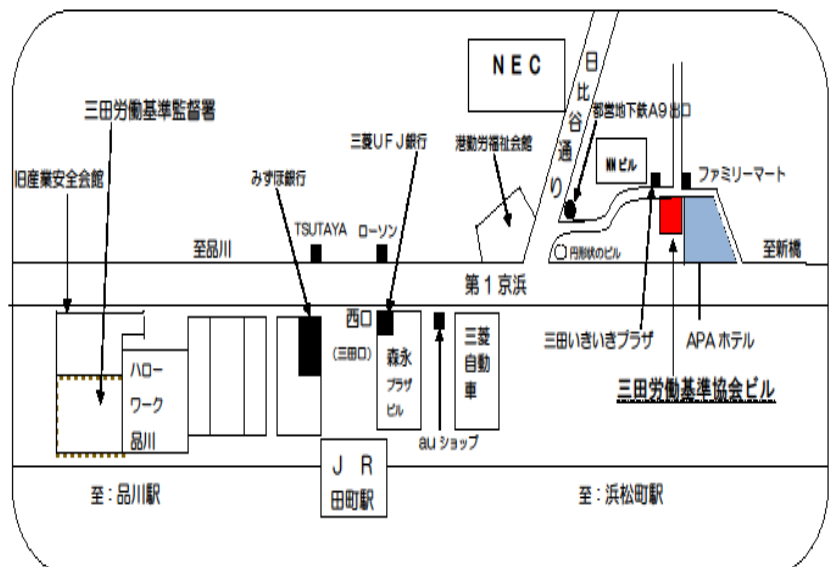 NEC
日比谷通り
三田労働基準監督署
都営地下鉄A9出口
三菱UFJ銀行
港勤労福祉会館
NNビル
ファミリーマート
旧産業安全会館
みずほ銀行
TSUTAYA ローソン
至品川
円形状のビル
至新橋
第1京浜
西口
(三田口)
三菱自動車
三田いきいきプラザ
APAホテル
森永
プラザ
ビル
ハロー
ワーク
品川
三田労働基準協会ビル
auショップ
JR
田町駅
至:品川駅
至:浜松町駅